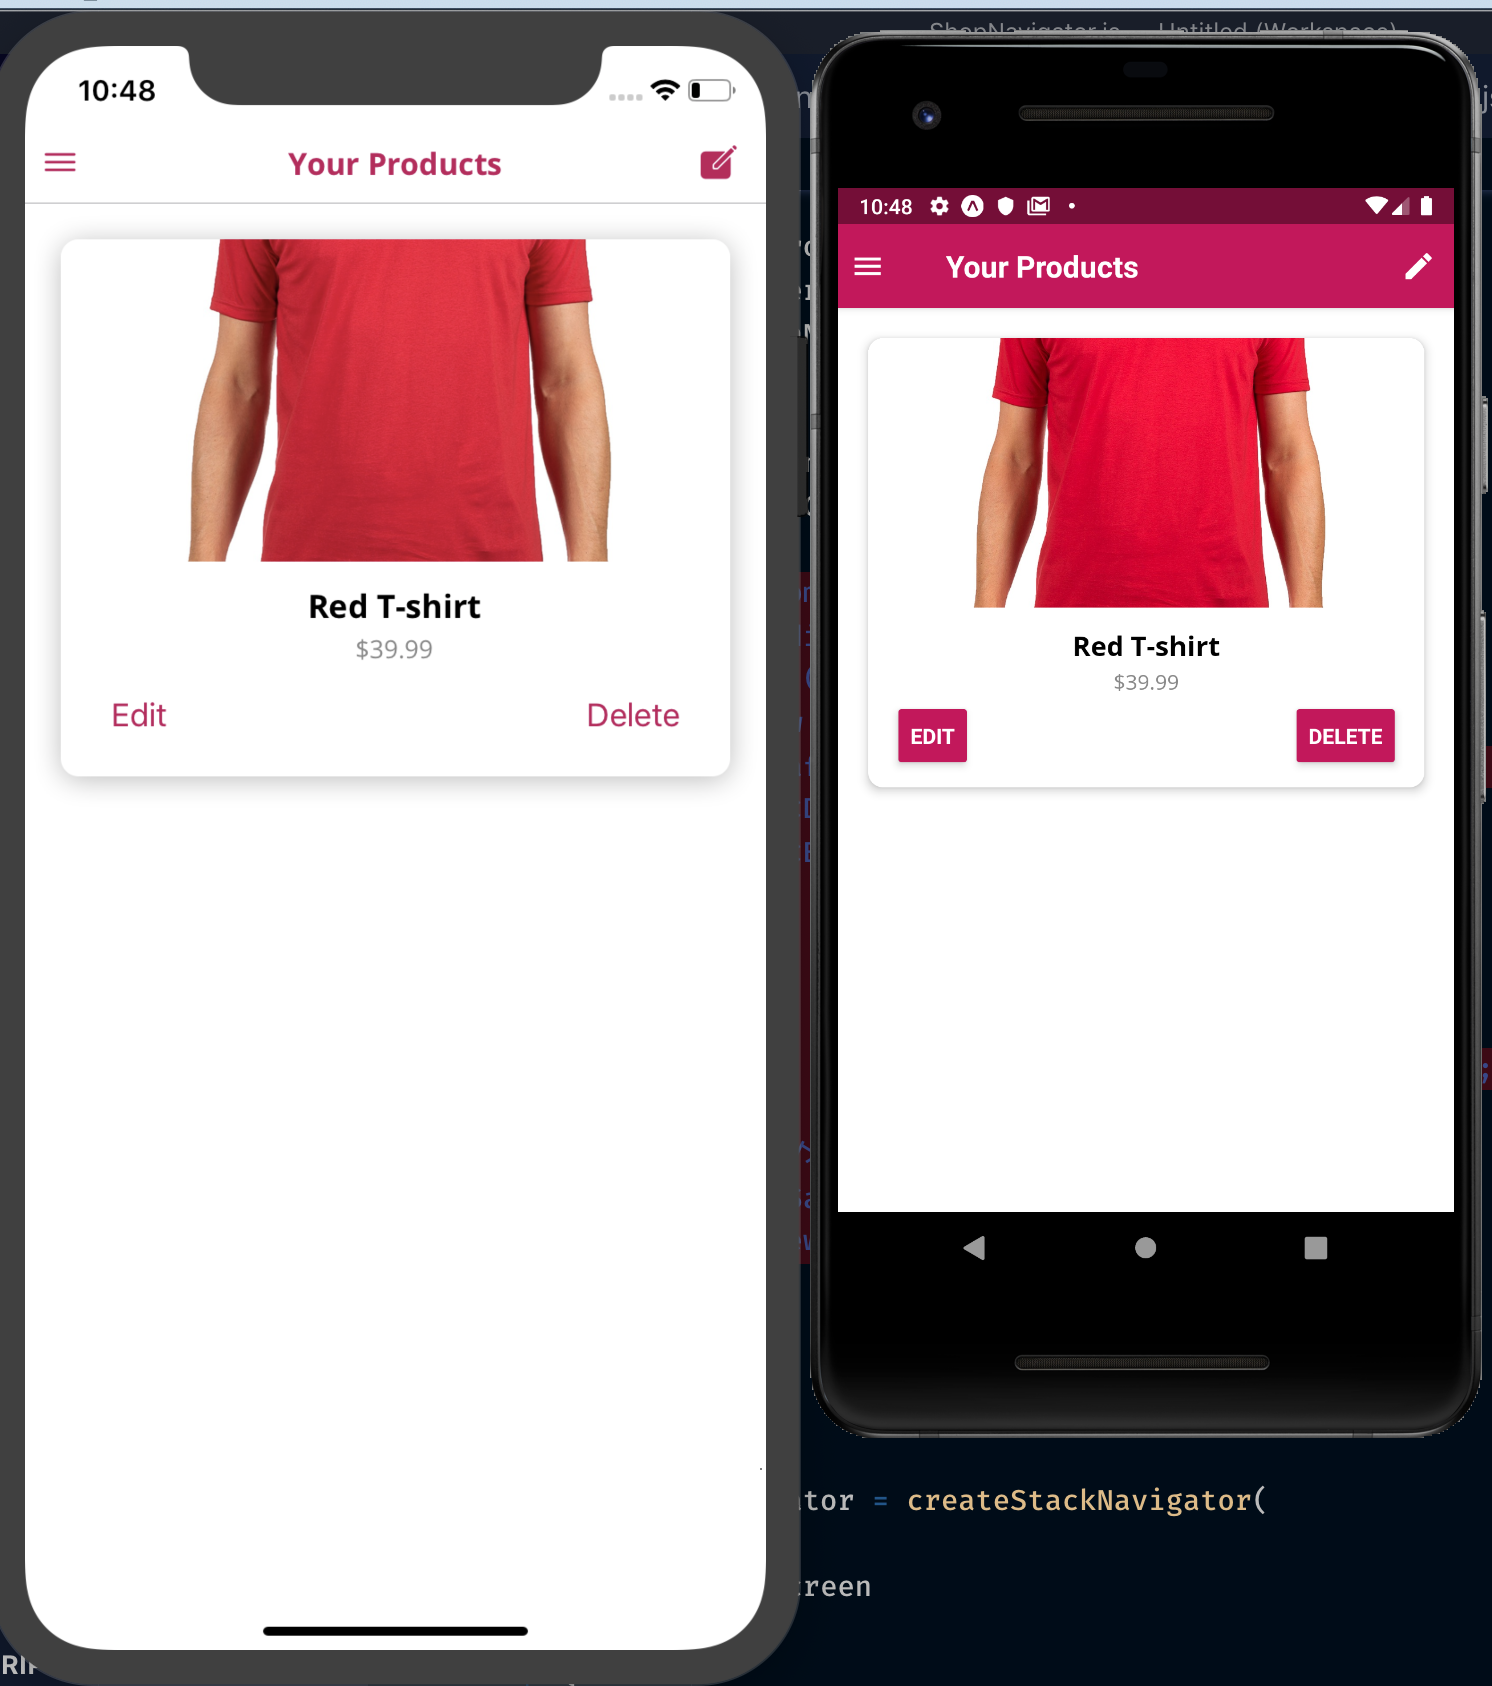 ShopNavigator.js — Untitled (Workspace)
10:48
Your Products
Red T-shirt
$39.99
Edit
Delete
10:48
Your Products
Red T-shirt
$39.99
EDIT
DELETE
tor = createStackNavigator(
reen